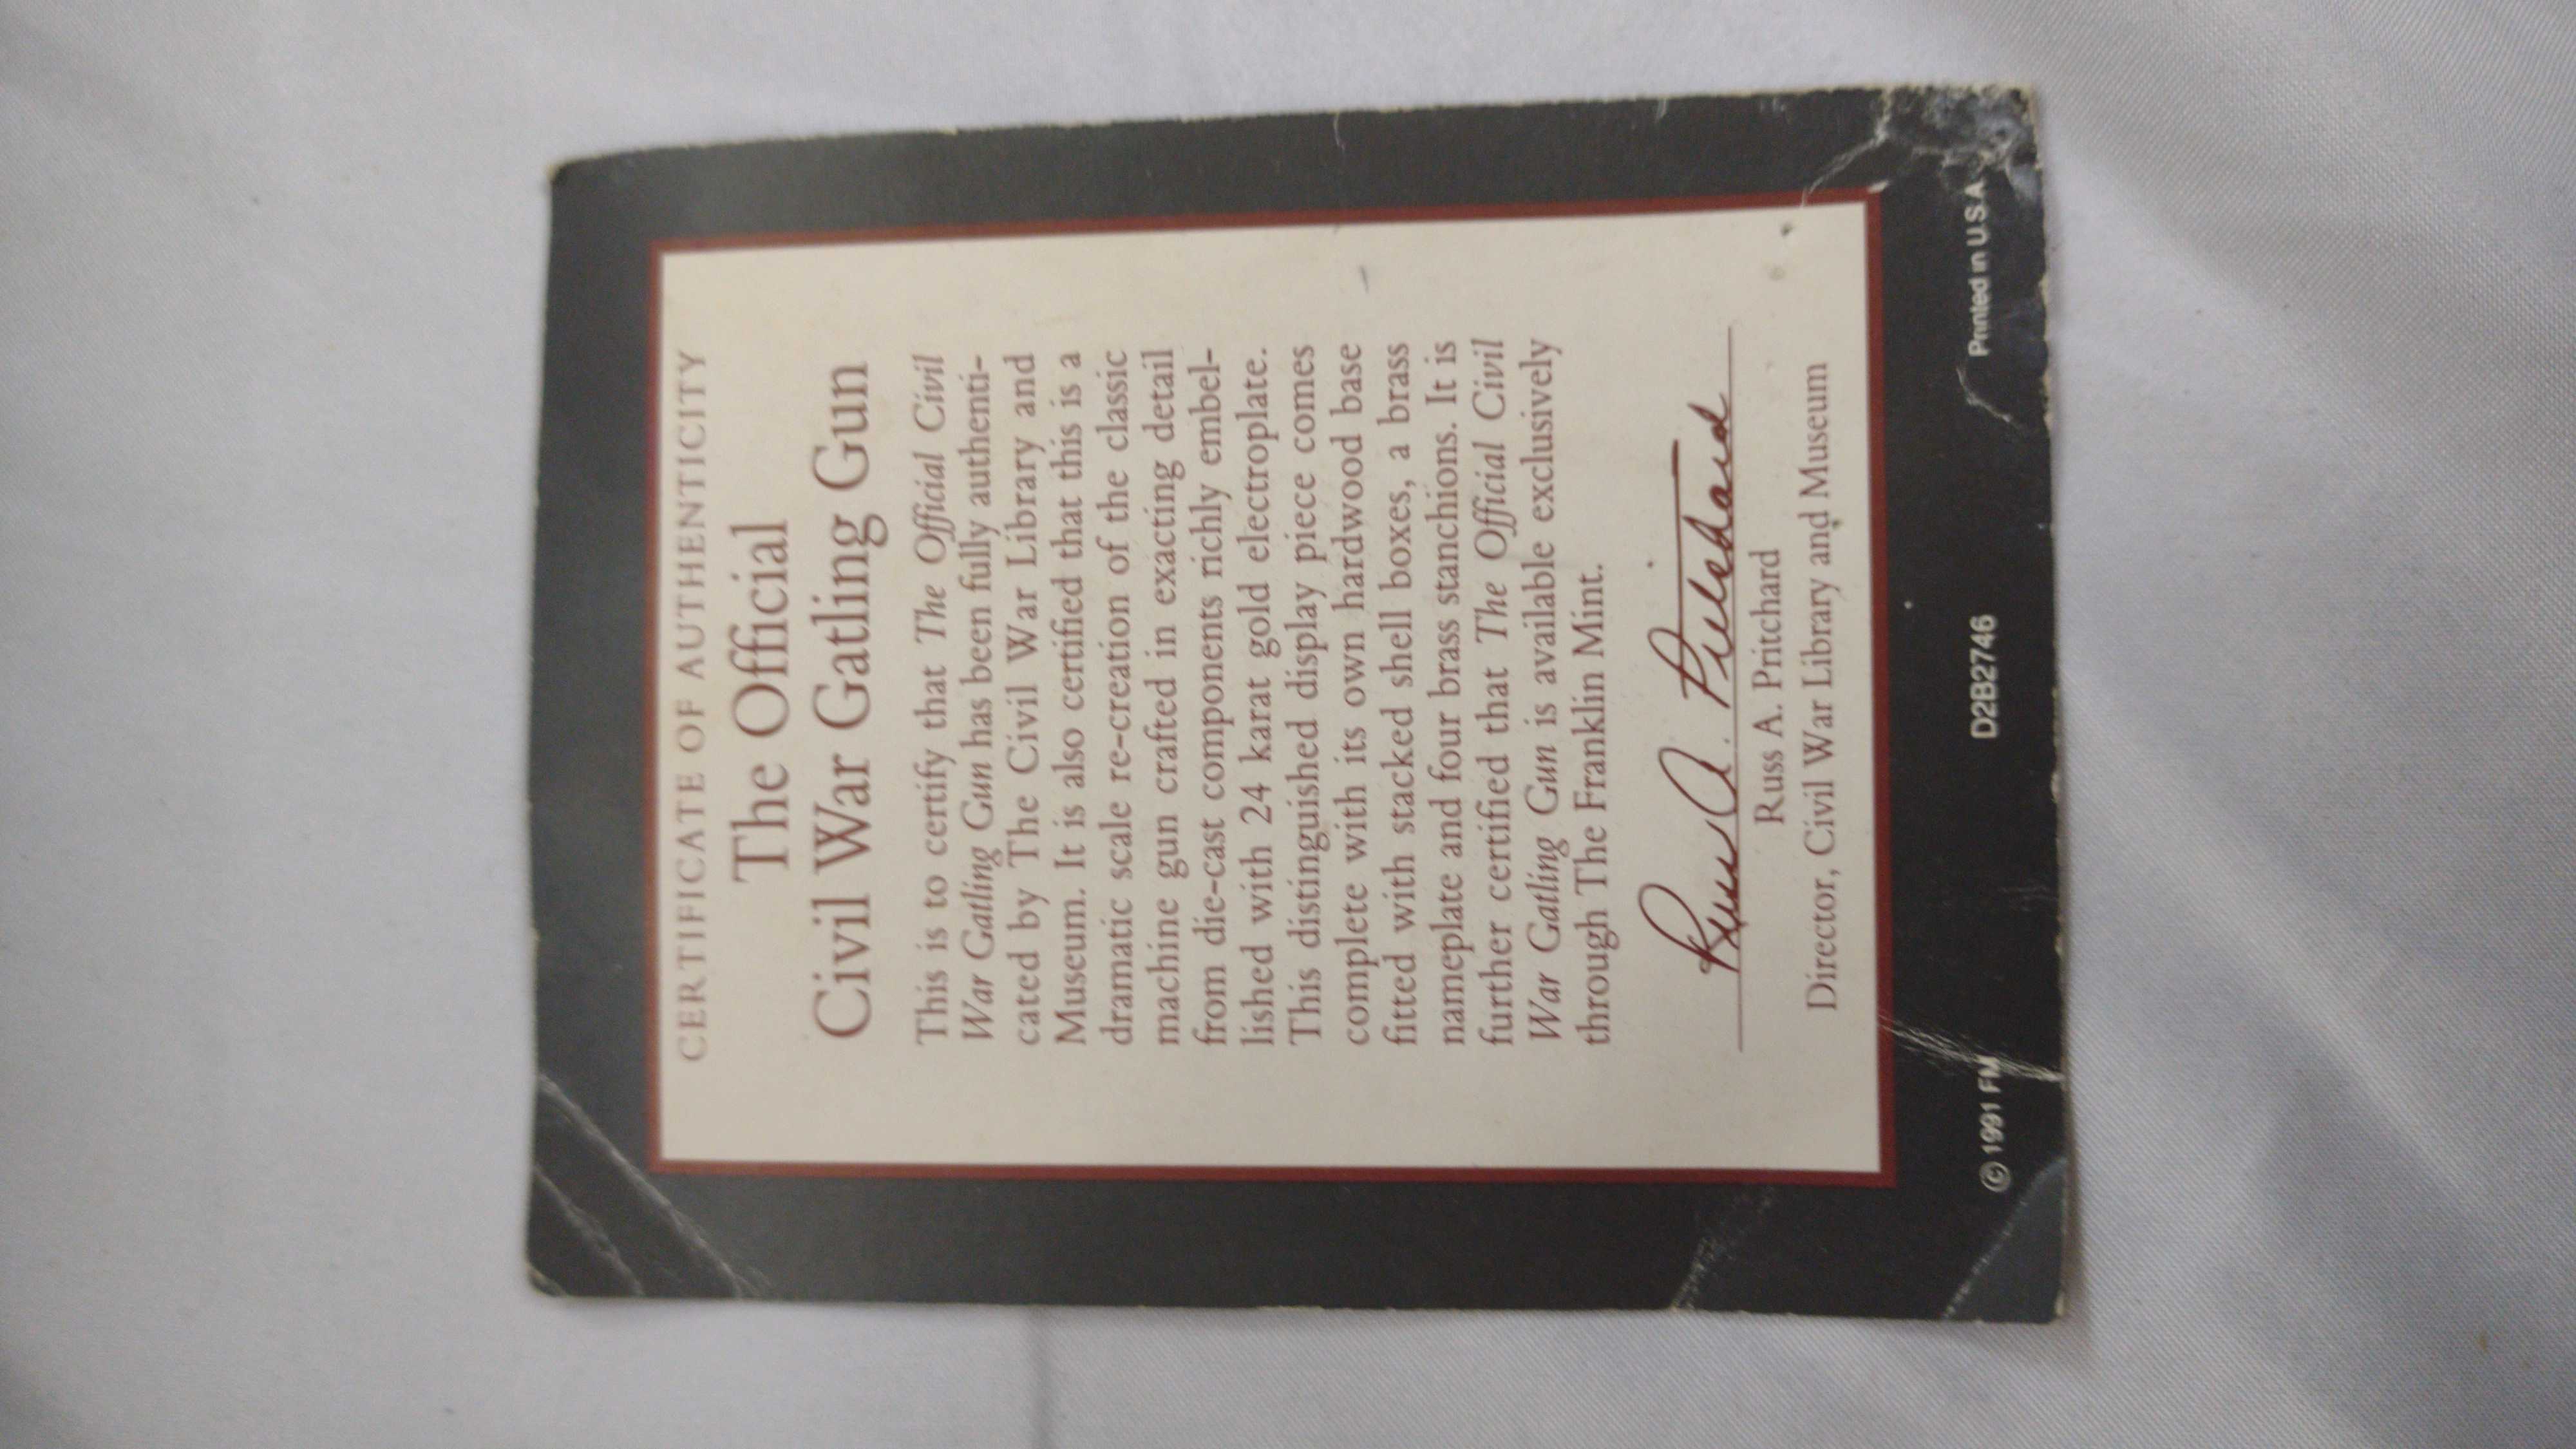 CERTIFICATE OF AUTHENTICITY
The Official
Civil War Gatling Gun
This is to certify that The Official Civil
War Gatling Gun has been fully authenti-
cated by The Civil War Library and
Museum. It is also certified that this is a
dramatic scale re-creation of the classic
machine gun crafted in exacting detail
from die-cast components richly embel-
lished with 24 karat gold electroplate.
This distinguished display piece comes
complete with its own hardwood base
fitted with stacked shell boxes, a brass
nameplate and four brass stanchions. It is
further certified that The Official Civil
War Gatling Gun is available exclusively
through The Franklin Mint.
Russ A. Pritchard
Russ A. Pritchard
Director, Civil War Library and Museum
© 1991 FM D2B2746 Printed in U.S.A.